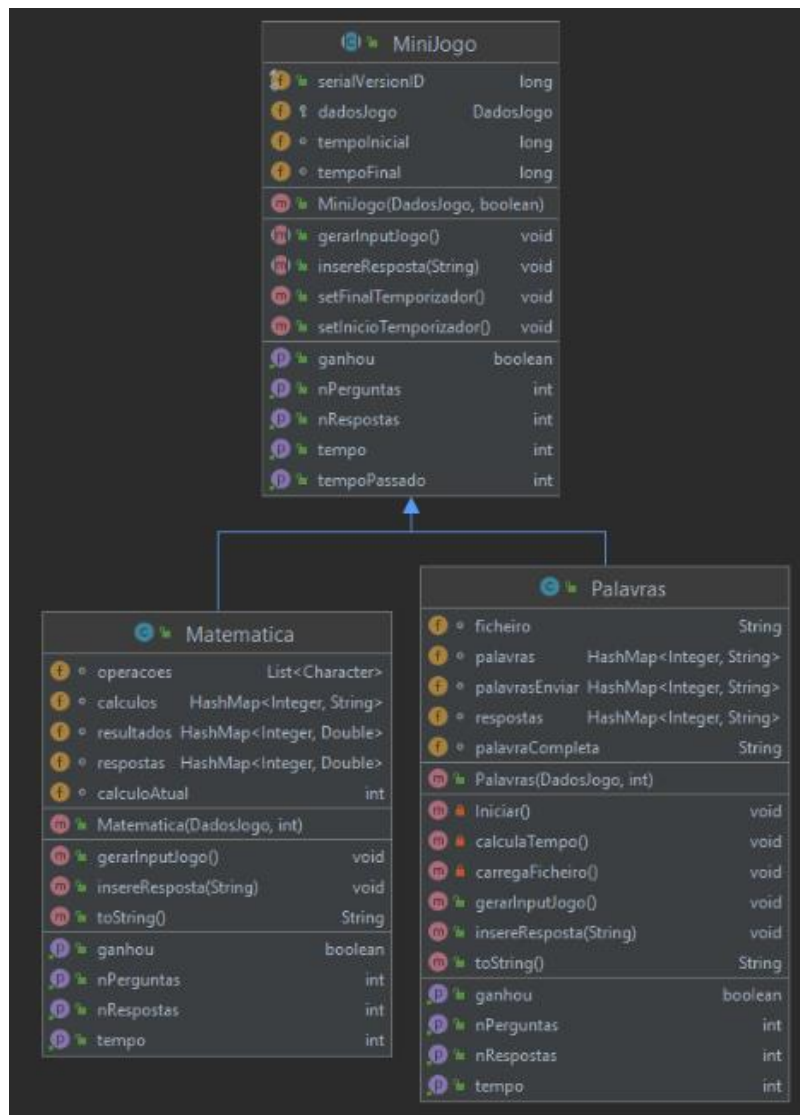 MiniJogo
serialVersionID long
dadosJogo DadosJogo
tempoInicial long
tempoFinal long
MiniJogo(DadosJogo, boolean)
gerarInputJogo() void
insereResposta(String) void
setFinalTemporizador() void
setInicioTemporizador() void
ganhou boolean
nPerguntas int
nRespostas int
tempo int
tempoPassado int
Matematica
operacoes List<Character>
calculos HashMap<Integer, String>
resultados HashMap<Integer, Double>
respostas HashMap<Integer, Double>
calculoAtual int
Matematica(DadosJogo, int)
gerarInputJogo() void
insereResposta(String) void
toString() String
ganhou boolean
nPerguntas int
nRespostas int
tempo int
Palavras
ficheiro String
palavras HashMap<Integer, String>
palavrasEnviar HashMap<Integer, String>
respostas HashMap<Integer, String>
palavraCompleta String
Palavras(DadosJogo, int)
Iniciar() void
calculaTempo() void
carregaFicheiro() void
gerarInputJogo() void
insereResposta(String) void
toString() String
ganhou boolean
nPerguntas int
nRespostas int
tempo int